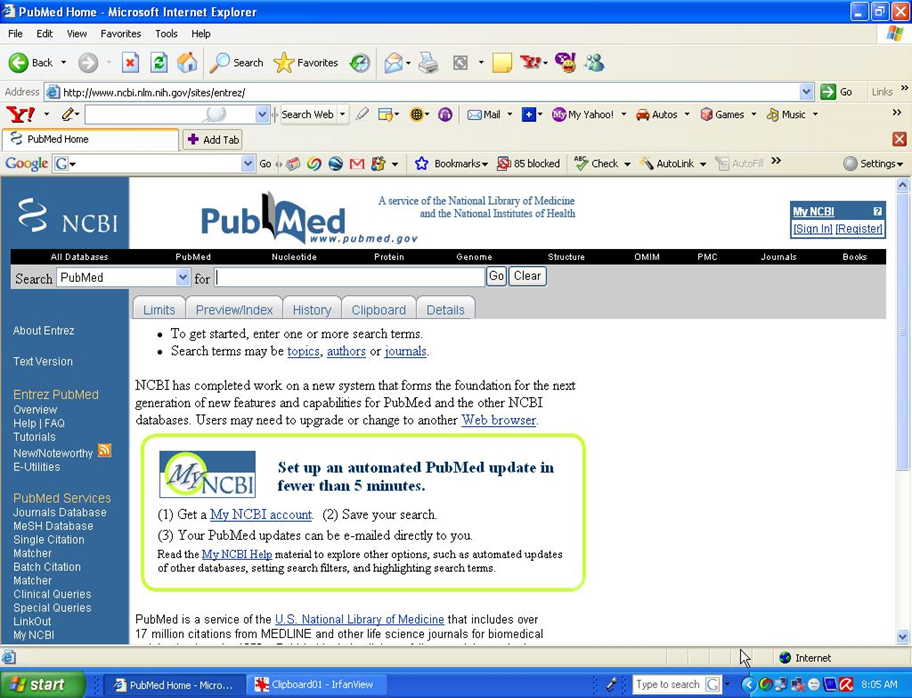 PubMed Home - Microsoft Internet Explorer
File Edit View Favorites Tools Help
Back Search Favorites
Address http://www.ncbi.nlm.nih.gov/sites/entrez/ Go Links »
Y! Search Web Mail My Yahoo! Autos Games Music »
PubMed Home Add Tab
Google G Go Bookmarks 85 blocked Check AutoLink AutoFill » Settings
NCBI
PubMed
www.pubmed.gov
A service of the National Library of Medicine
and the National Institutes of Health
My NCBI ?
[Sign In] [Register]
All Databases PubMed Nucleotide Protein Genome Structure OMIM PMC Journals Books
Search PubMed for Go Clear
Limits Preview/Index History Clipboard Details
About Entrez
Text Version
Entrez PubMed
Overview
Help | FAQ
Tutorials
New/Noteworthy
E-Utilities
PubMed Services
Journals Database
MeSH Database
Single Citation
Matcher
Batch Citation
Matcher
Clinical Queries
Special Queries
LinkOut
My NCBI
• To get started, enter one or more search terms.
• Search terms may be topics, authors or journals.
NCBI has completed work on a new system that forms the foundation for the next
generation of new features and capabilities for PubMed and the other NCBI
databases. Users may need to upgrade or change to another Web browser.
My NCBI
Set up an automated PubMed update in
fewer than 5 minutes.
(1) Get a My NCBI account. (2) Save your search.
(3) Your PubMed updates can be e-mailed directly to you.
Read the My NCBI Help material to explore other options, such as automated updates
of other databases, setting search filters, and highlighting search terms.
PubMed is a service of the U.S. National Library of Medicine that includes over
17 million citations from MEDLINE and other life science journals for biomedical
Internet
start PubMed Home - Micro... Clipboard01 - IrfanView Type to search G 8:05 AM